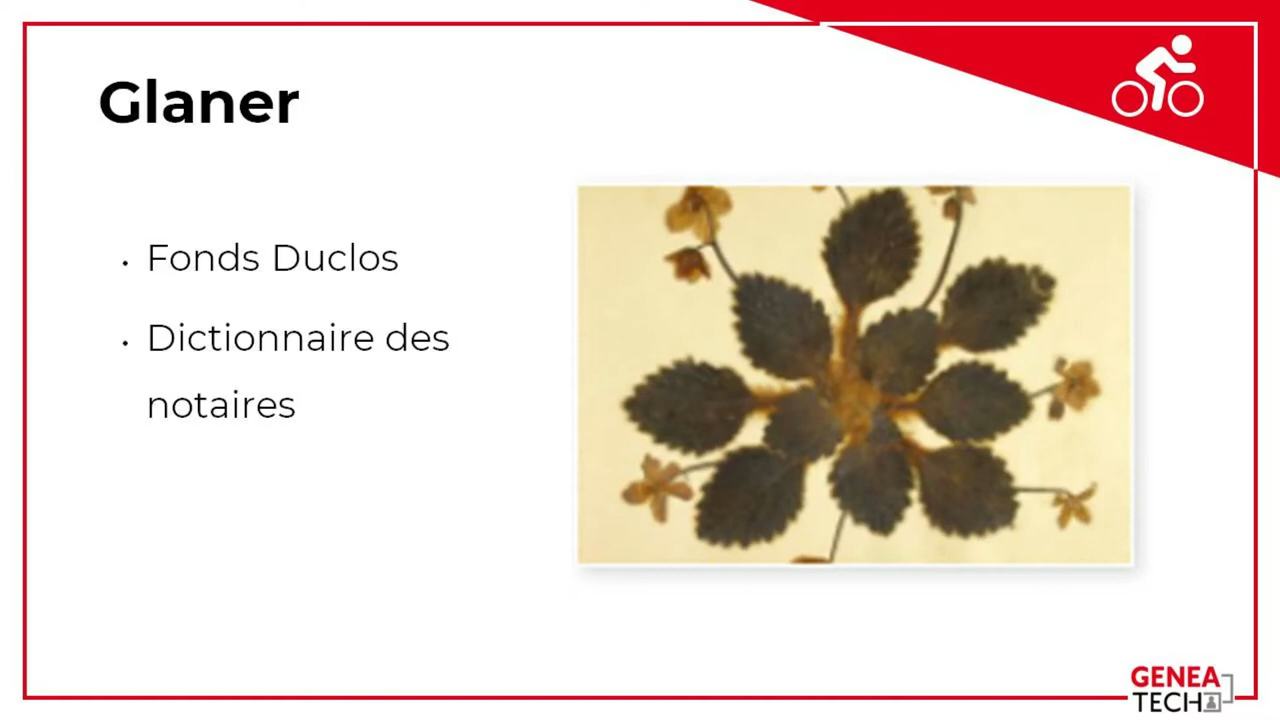 Glaner
• Fonds Duclos
• Dictionnaire des
notaires
GENEA
TECH